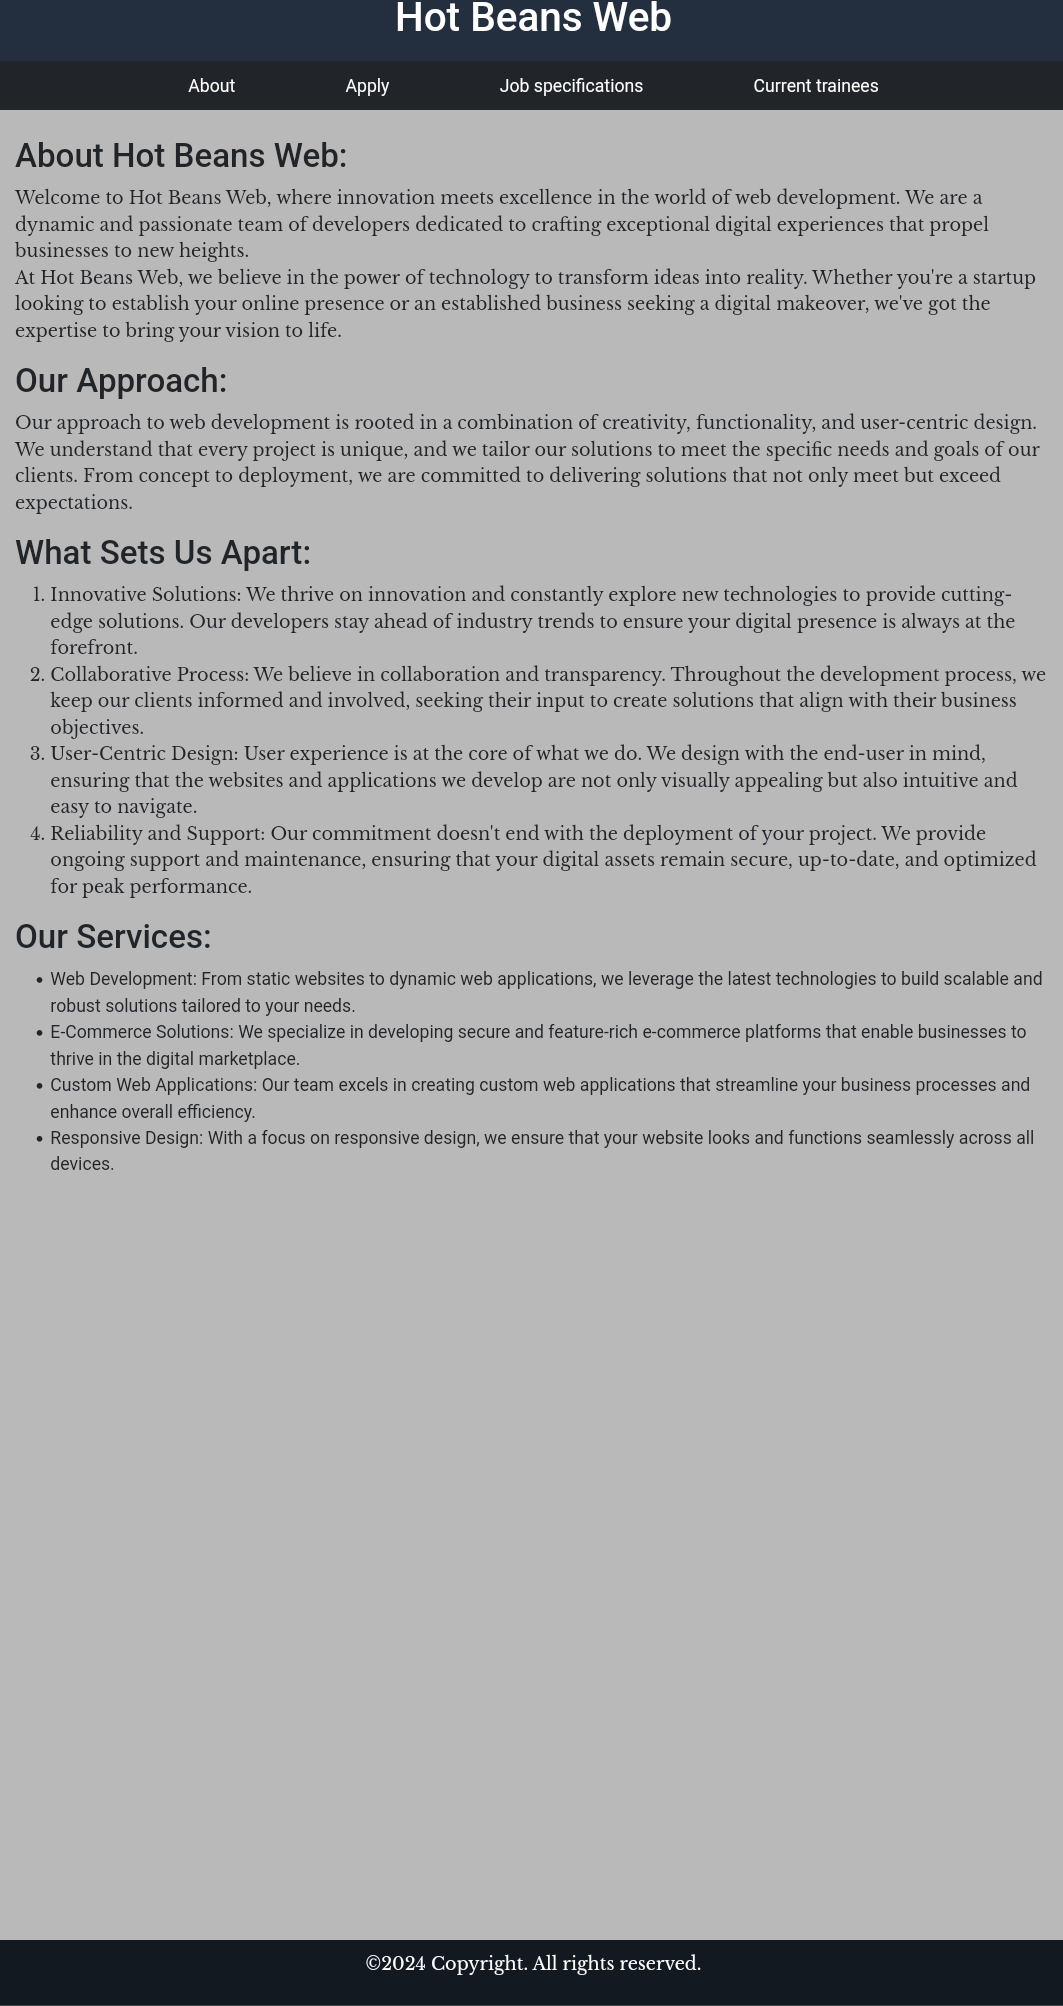 Hot Beans Web
About Apply Job specifications Current trainees
About Hot Beans Web:
Welcome to Hot Beans Web, where innovation meets excellence in the world of web development. We are a
dynamic and passionate team of developers dedicated to crafting exceptional digital experiences that propel
businesses to new heights.
At Hot Beans Web, we believe in the power of technology to transform ideas into reality. Whether you're a startup
looking to establish your online presence or an established business seeking a digital makeover, we've got the
expertise to bring your vision to life.
Our Approach:
Our approach to web development is rooted in a combination of creativity, functionality, and user-centric design.
We understand that every project is unique, and we tailor our solutions to meet the specific needs and goals of our
clients. From concept to deployment, we are committed to delivering solutions that not only meet but exceed
expectations.
What Sets Us Apart:
1. Innovative Solutions: We thrive on innovation and constantly explore new technologies to provide cutting-
edge solutions. Our developers stay ahead of industry trends to ensure your digital presence is always at the
forefront.
2. Collaborative Process: We believe in collaboration and transparency. Throughout the development process, we
keep our clients informed and involved, seeking their input to create solutions that align with their business
objectives.
3. User-Centric Design: User experience is at the core of what we do. We design with the end-user in mind,
ensuring that the websites and applications we develop are not only visually appealing but also intuitive and
easy to navigate.
4. Reliability and Support: Our commitment doesn't end with the deployment of your project. We provide
ongoing support and maintenance, ensuring that your digital assets remain secure, up-to-date, and optimized
for peak performance.
Our Services:
• Web Development: From static websites to dynamic web applications, we leverage the latest technologies to build scalable and
robust solutions tailored to your needs.
• E-Commerce Solutions: We specialize in developing secure and feature-rich e-commerce platforms that enable businesses to
thrive in the digital marketplace.
• Custom Web Applications: Our team excels in creating custom web applications that streamline your business processes and
enhance overall efficiency.
• Responsive Design: With a focus on responsive design, we ensure that your website looks and functions seamlessly across all
devices.
©2024 Copyright. All rights reserved.